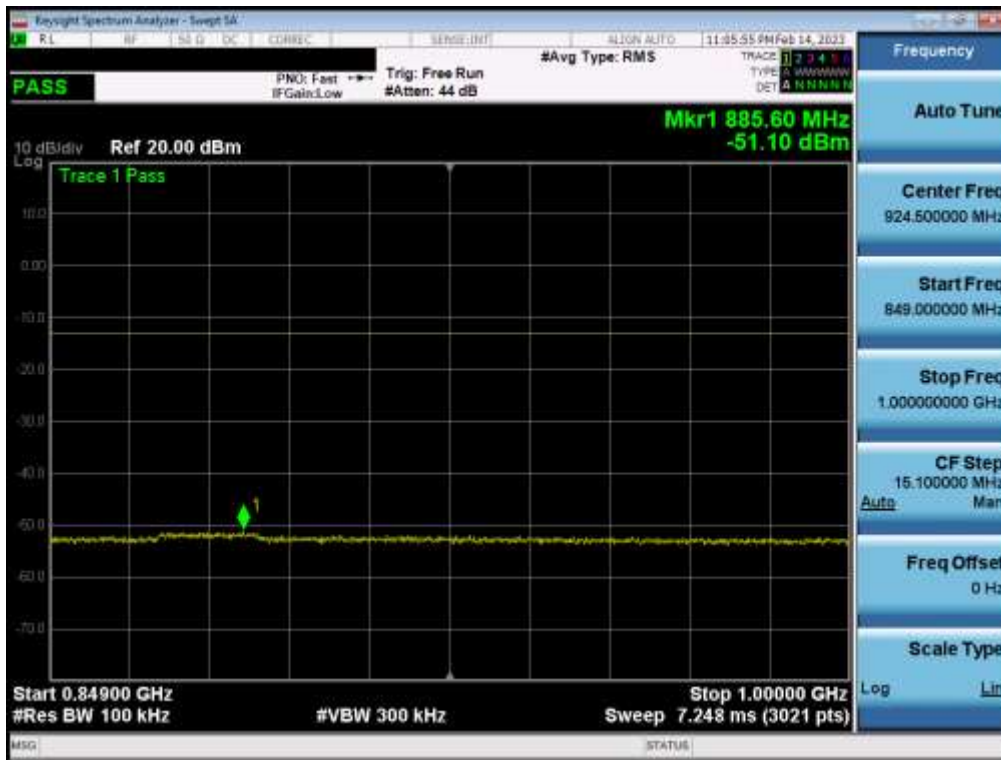 Keysight Spectrum Analyzer - Swept SA
RL RF 50 Ω DC CORREC SENSE:INT ALIGN AUTO 11:05:55 PM Feb 14, 2023
PASS
PNO: Fast
IFGain:Low
Trig: Free Run
#Atten: 44 dB
#Avg Type: RMS
TRACE 1 2 3 4 5 6
TYPE A WWWWW
DET A N N N N N
Mkr1 885.60 MHz
-51.10 dBm
10 dB/div Ref 20.00 dBm
Log
Trace 1 Pass
10.0
0.00
-10.0
-20.0
-30.0
-40.0
-50.0
-60.0
-70.0
1
Start 0.84900 GHz
Stop 1.00000 GHz
#Res BW 100 kHz
#VBW 300 kHz
Sweep 7.248 ms (3021 pts)
MSG
STATUS
Frequency
Auto Tune
Center Freq
924.500000 MHz
Start Freq
849.000000 MHz
Stop Freq
1.000000000 GHz
CF Step
15.100000 MHz
Auto Man
Freq Offset
0 Hz
Scale Type
Log Lin